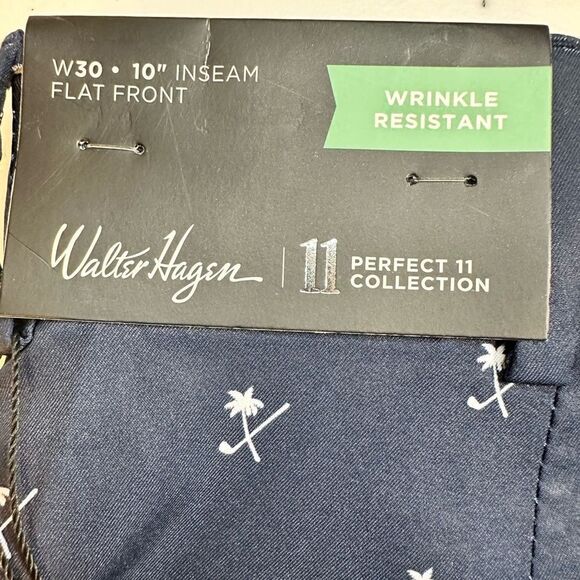 W30 • 10" INSEAM
FLAT FRONT
WRINKLE
RESISTANT
Walter Hagen
11
PERFECT 11
COLLECTION